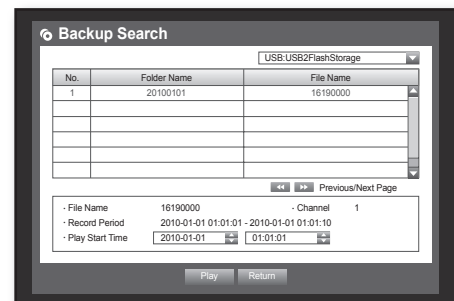 Backup Search
USB:USB2FlashStorage
No. Folder Name File Name
1 20100101 16190000
Previous/Next Page
· File Name 16190000 · Channel 1
· Record Period 2010-01-01 01:01:01 - 2010-01-01 01:01:10
· Play Start Time 2010-01-01 01:01:01
Play Return